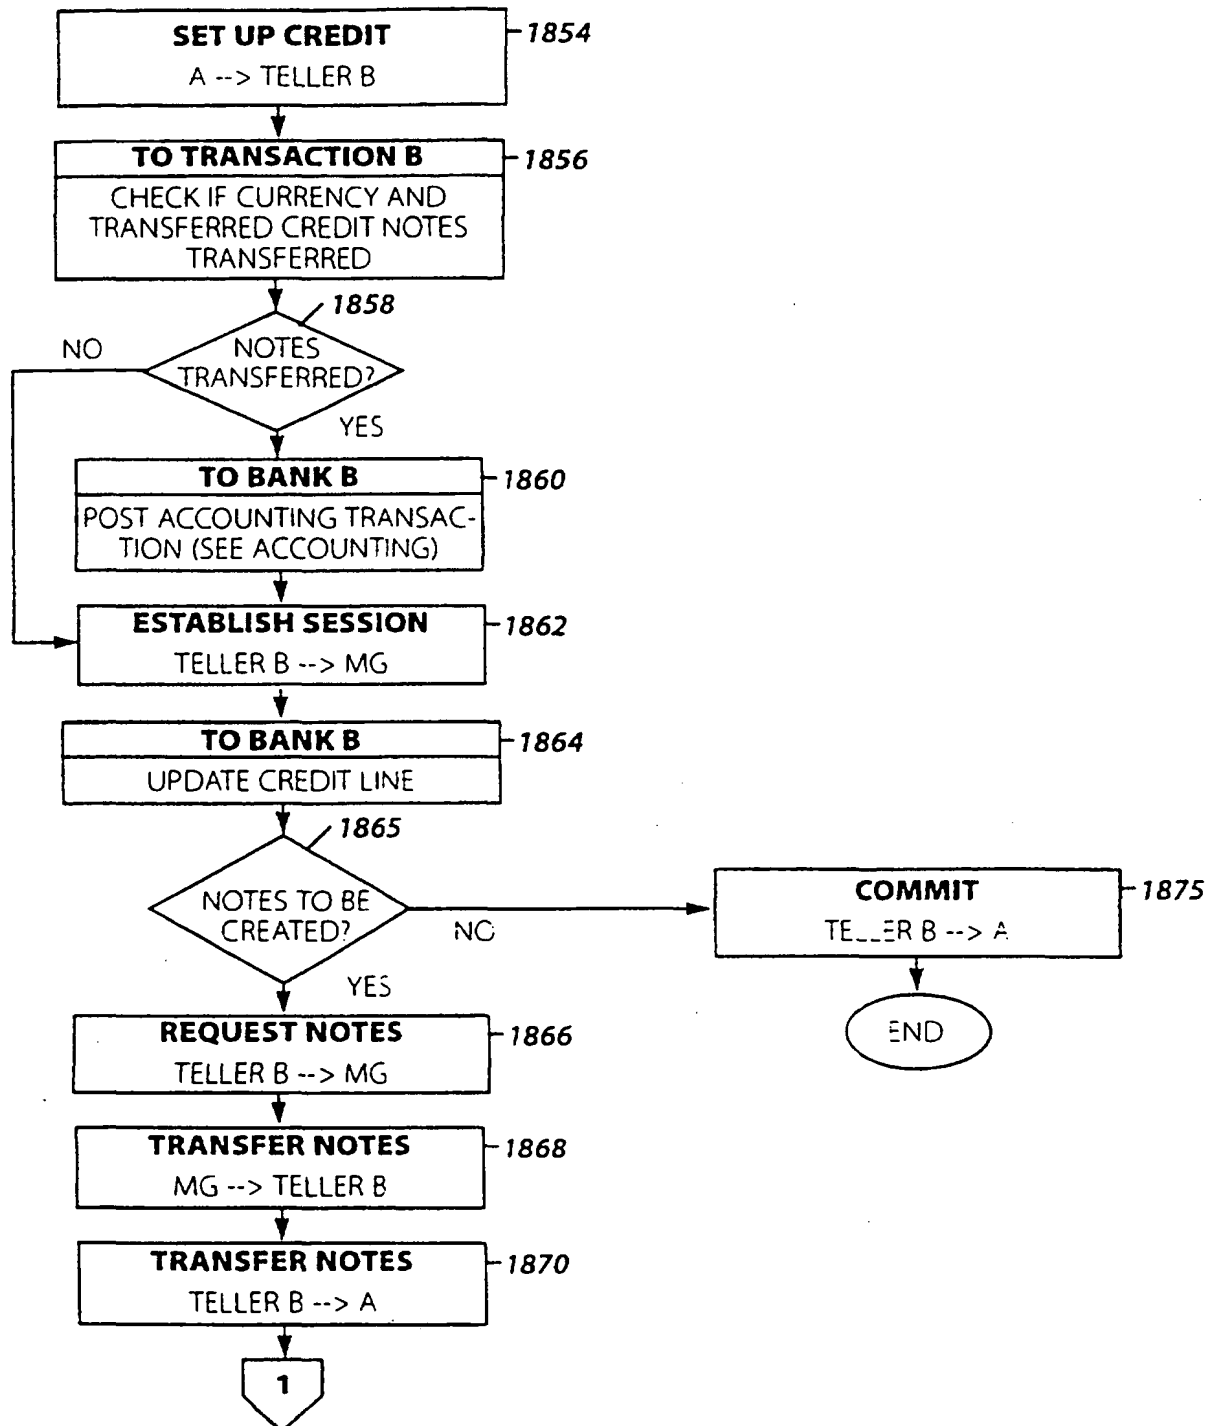 SET UP CREDIT
1854
A --> TELLER B
TO TRANSACTION B
1856
CHECK IF CURRENCY AND
TRANSFERRED CREDIT NOTES
TRANSFERRED
1858
NO
NOTES
TRANSFERRED?
YES
TO BANK B
1860
POST ACCOUNTING TRANSAC-
TION (SEE ACCOUNTING)
ESTABLISH SESSION
1862
TELLER B --> MG
TO BANK B
1864
UPDATE CREDIT LINE
1865
NOTES TO BE
CREATED?
NO
COMMIT
1875
TELLER B --> A
END
YES
REQUEST NOTES
1866
TELLER B --> MG
TRANSFER NOTES
1868
MG --> TELLER B
TRANSFER NOTES
1870
TELLER B --> A
1